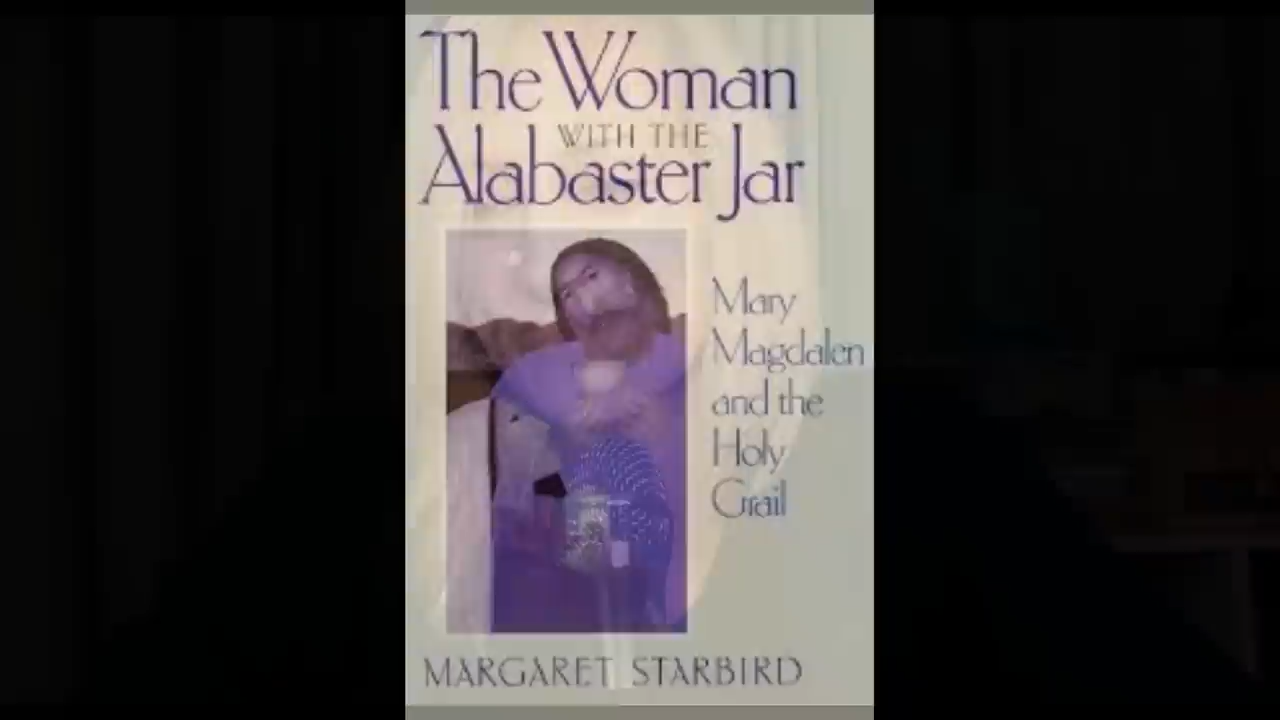 The Woman
WITH THE
Alabaster Jar
Mary
Magdalen
and the
Holy
Grail
MARGARET STARBIRD